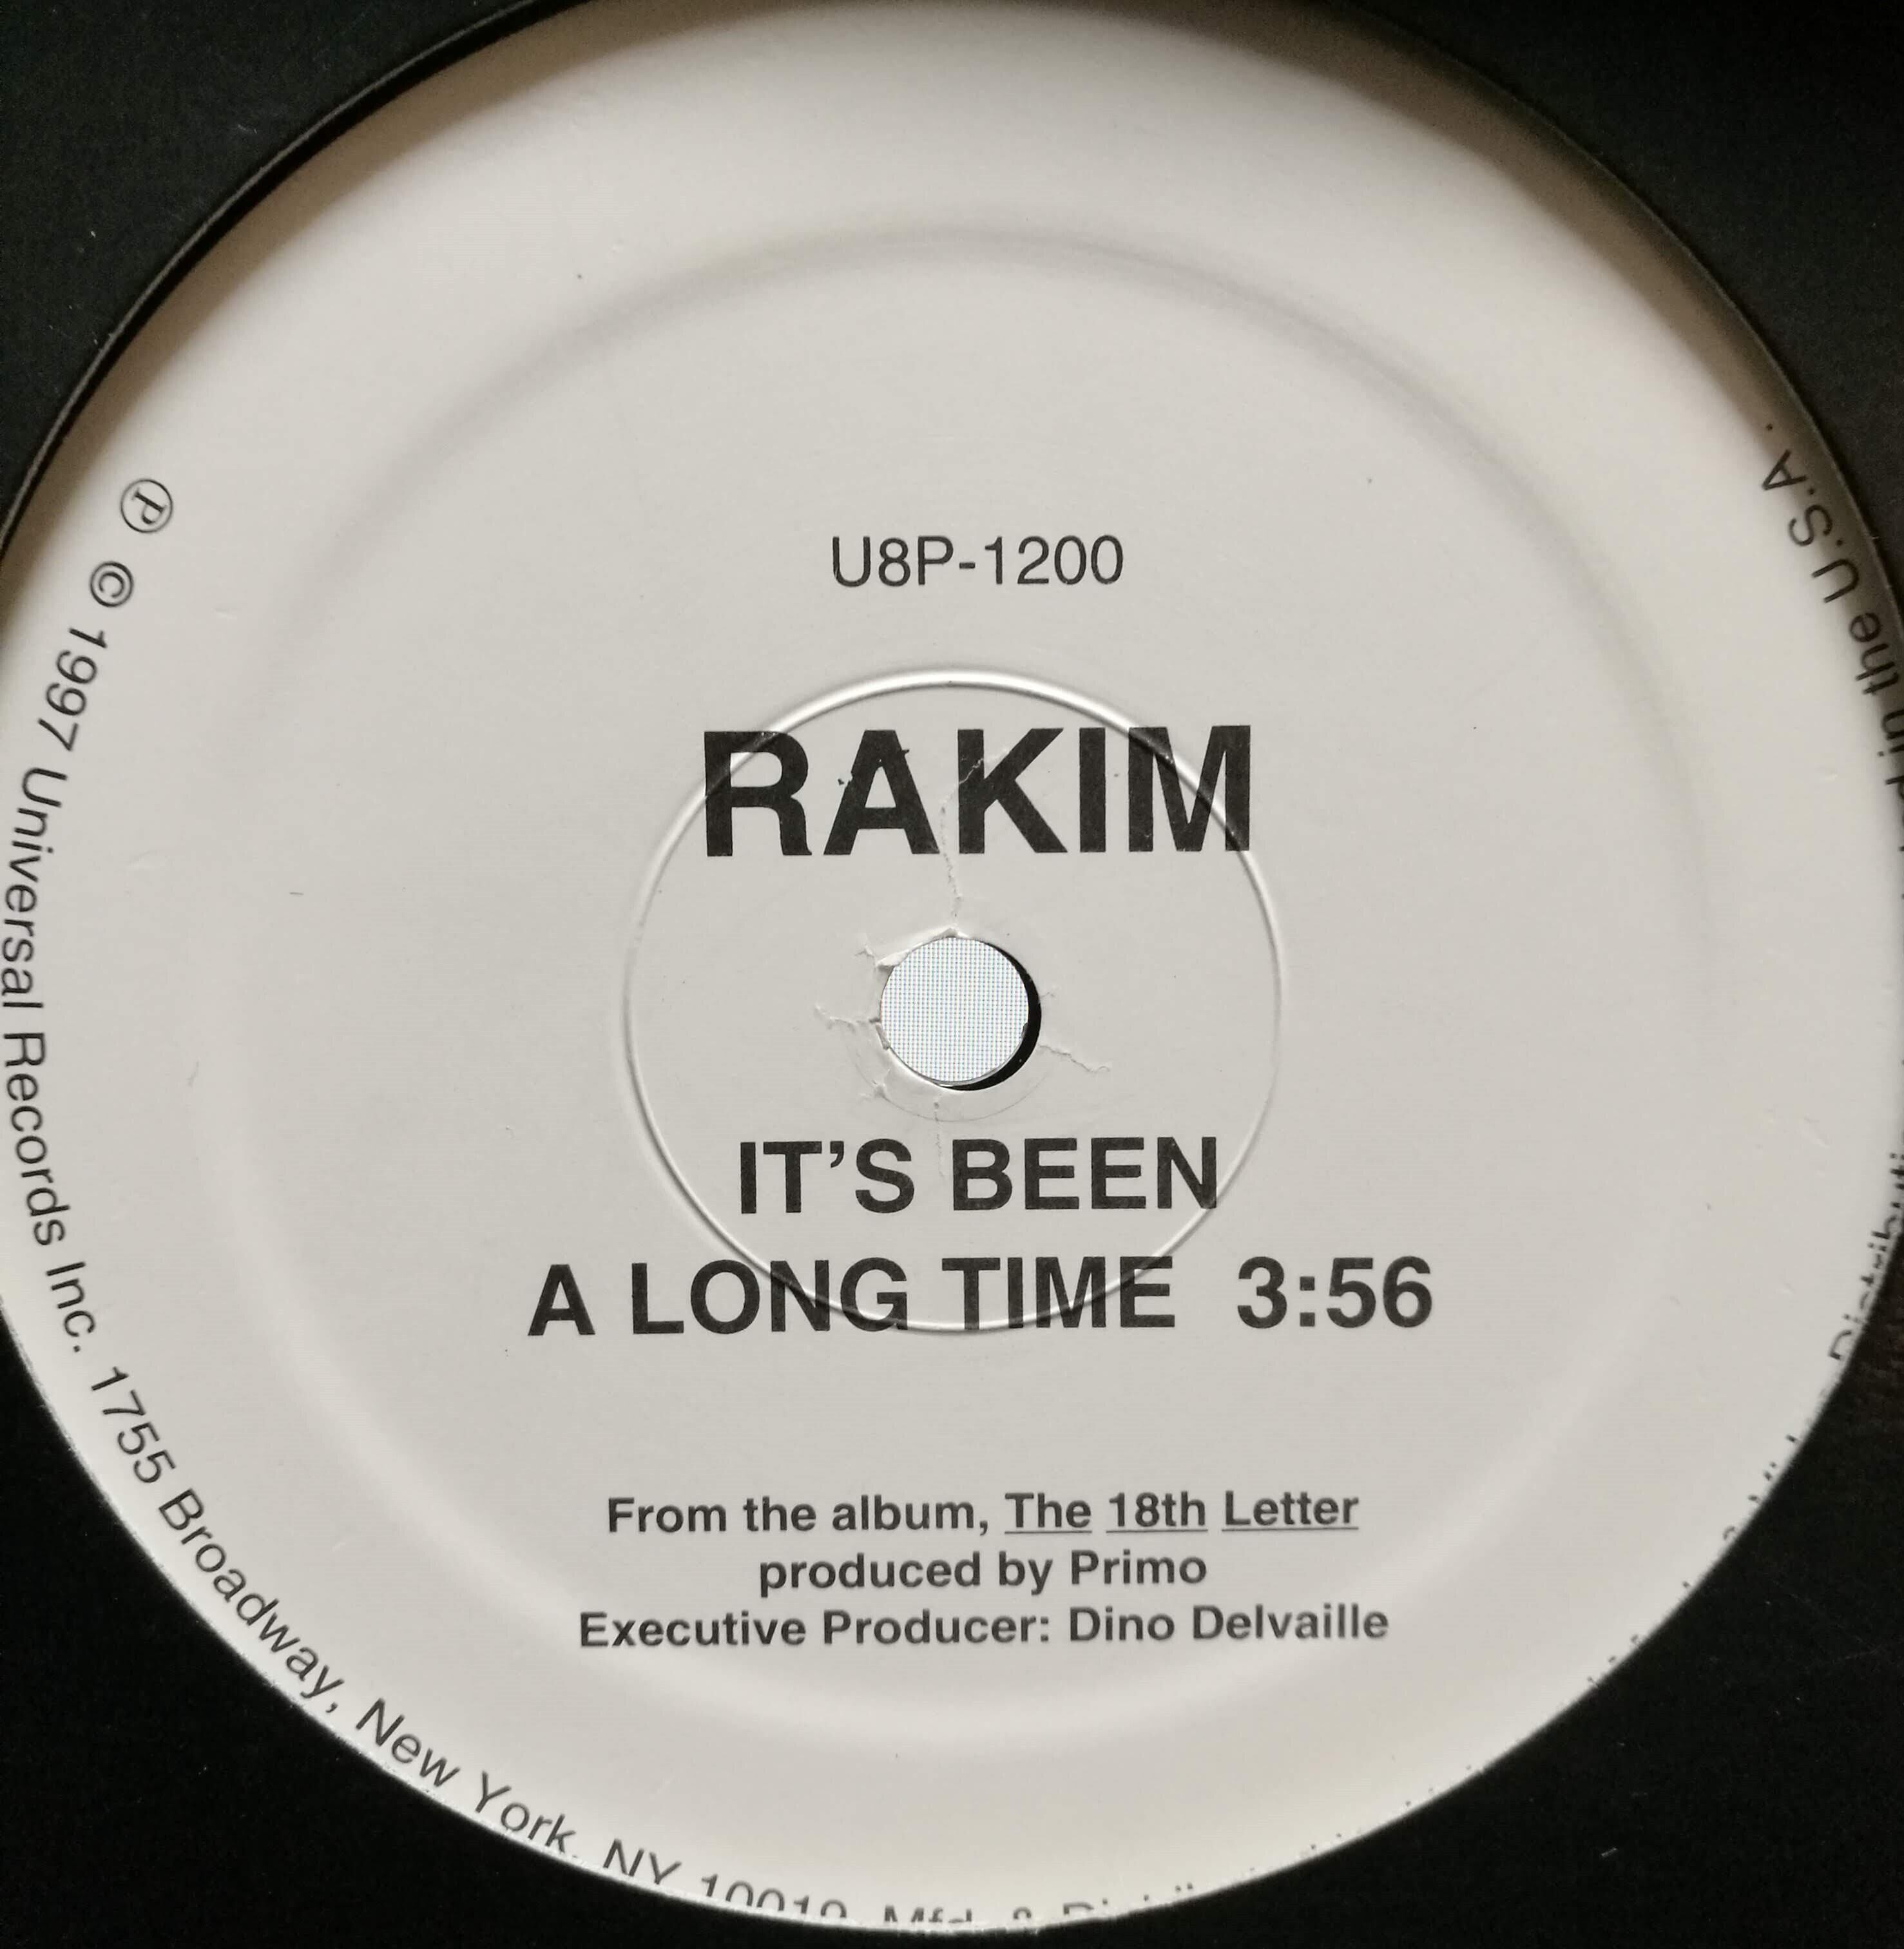 U8P-1200
RAKIM
IT'S BEEN
A LONG TIME 3:56
From the album, The 18th Letter
produced by Primo
Executive Producer: Dino Delvaille
Ⓟ © 1997 Universal Records Inc. 1755 Broadway, New York. NY
in the U.S.A.